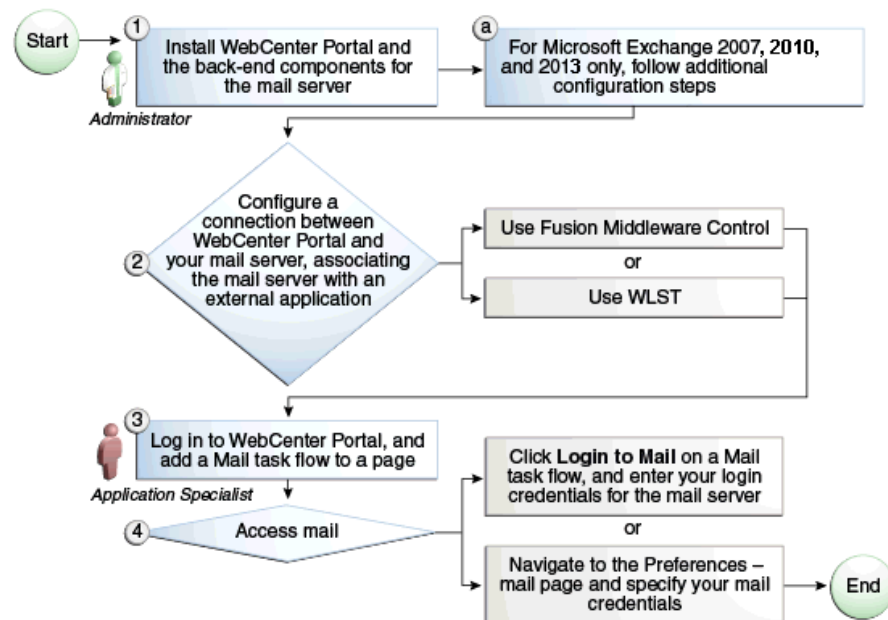 Start
1
Install WebCenter Portal and
the back-end components for
the mail server
Administrator
a
For Microsoft Exchange 2007, 2010,
and 2013 only, follow additional
configuration steps
2
Configure a
connection between
WebCenter Portal and
your mail server, associating
the mail server with an
external application
Use Fusion Middleware Control
or
Use WLST
3
Log in to WebCenter Portal, and
add a Mail task flow to a page
Application Specialist
4
Access mail
Click Login to Mail on a Mail
task flow, and enter your login
credentials for the mail server
or
Navigate to the Preferences –
mail page and specify your mail
credentials
End